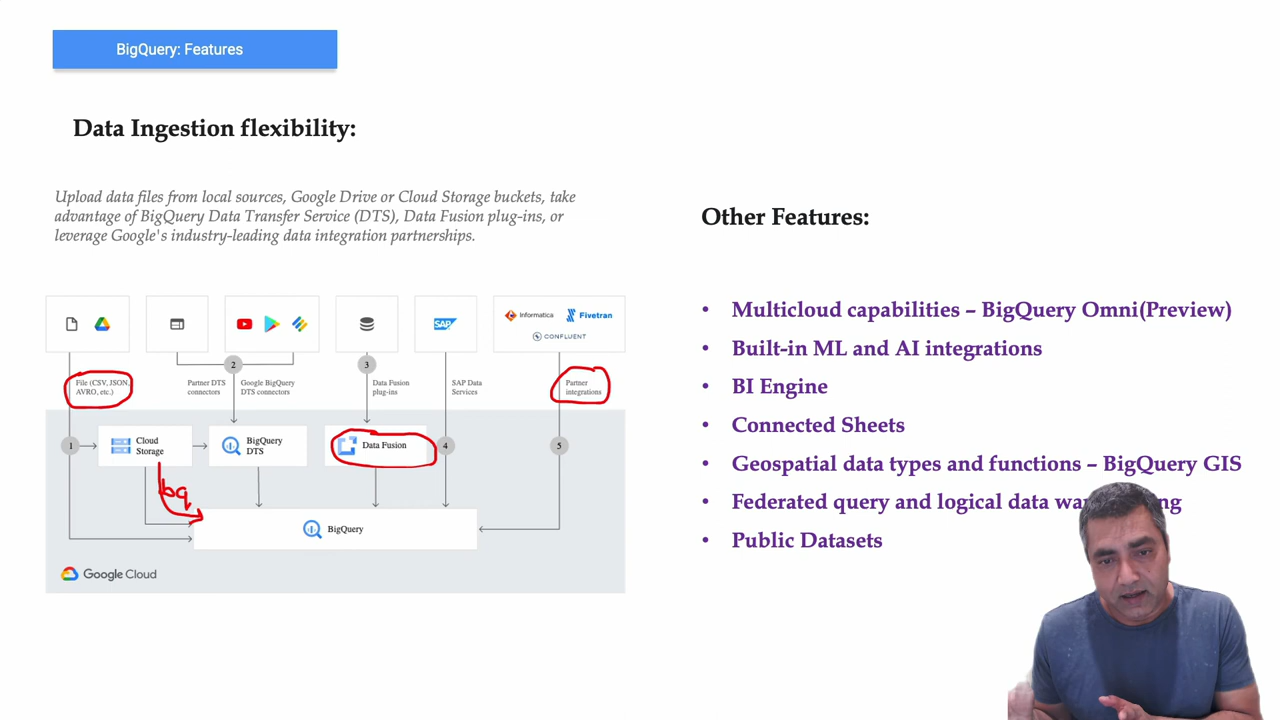 BigQuery: Features
Data Ingestion flexibility:
Upload data files from local sources, Google Drive or Cloud Storage buckets, take
advantage of BigQuery Data Transfer Service (DTS), Data Fusion plug-ins, or
leverage Google's industry-leading data integration partnerships.
SAP
Informatica
Fivetran
CONFLUENT
2
3
File (CSV, JSON,
AVRO, etc.)
Partner DTS
connectors
Google BigQuery
DTS connectors
Data Fusion
plug-ins
SAP Data
Services
Partner
integrations
1
Cloud
Storage
BigQuery
DTS
Data Fusion
4
5
bq
BigQuery
Google Cloud
Other Features:
• Multicloud capabilities – BigQuery Omni(Preview)
• Built-in ML and AI integrations
• BI Engine
• Connected Sheets
• Geospatial data types and functions – BigQuery GIS
• Federated query and logical data
• Public Datasets